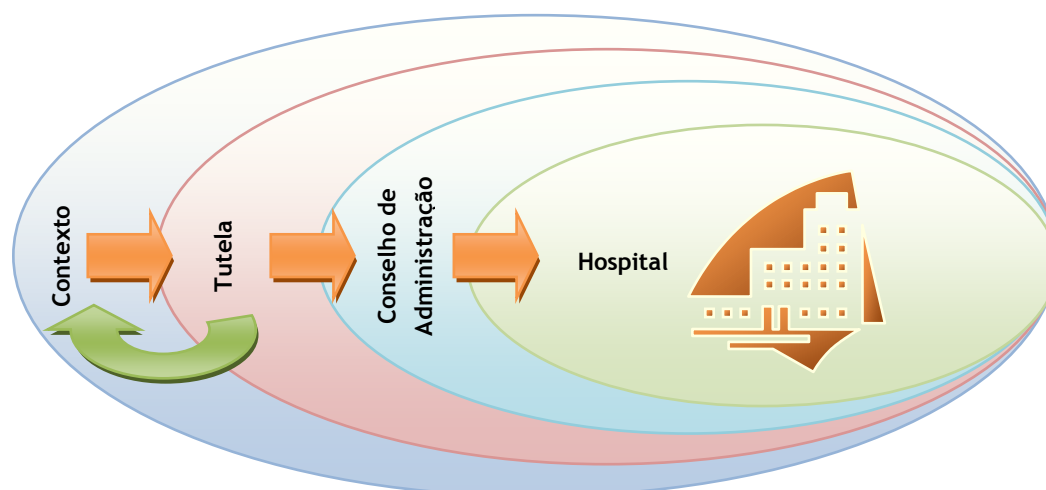 Contexto
Tutela
Conselho de
Administração
Hospital